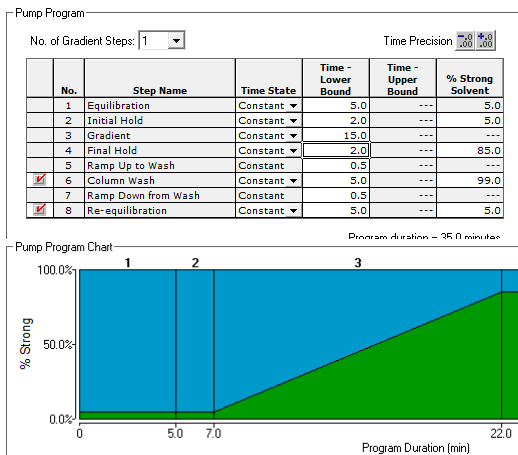 Pump Program
No. of Gradient Steps: 1 Time Precision -.0 .00 +.0 .00
No. Step Name Time State Time - Lower Bound Time - Upper Bound % Strong Solvent
1 Equilibration Constant 5.0 --- 5.0
2 Initial Hold Constant 2.0 --- 5.0
3 Gradient Constant 15.0 --- ---
4 Final Hold Constant 2.0 --- 85.0
5 Ramp Up to Wash Constant 0.5 --- ---
6 Column Wash Constant 5.0 --- 99.0
7 Ramp Down from Wash Constant 0.5 --- ---
8 Re-equilibration Constant 5.0 --- 5.0
Program duration = 35.0 minutes
Pump Program Chart
1 2 3
100.0%
50.0%
0.0%
% Strong
0 5.0 7.0 22.0
Program Duration (min)